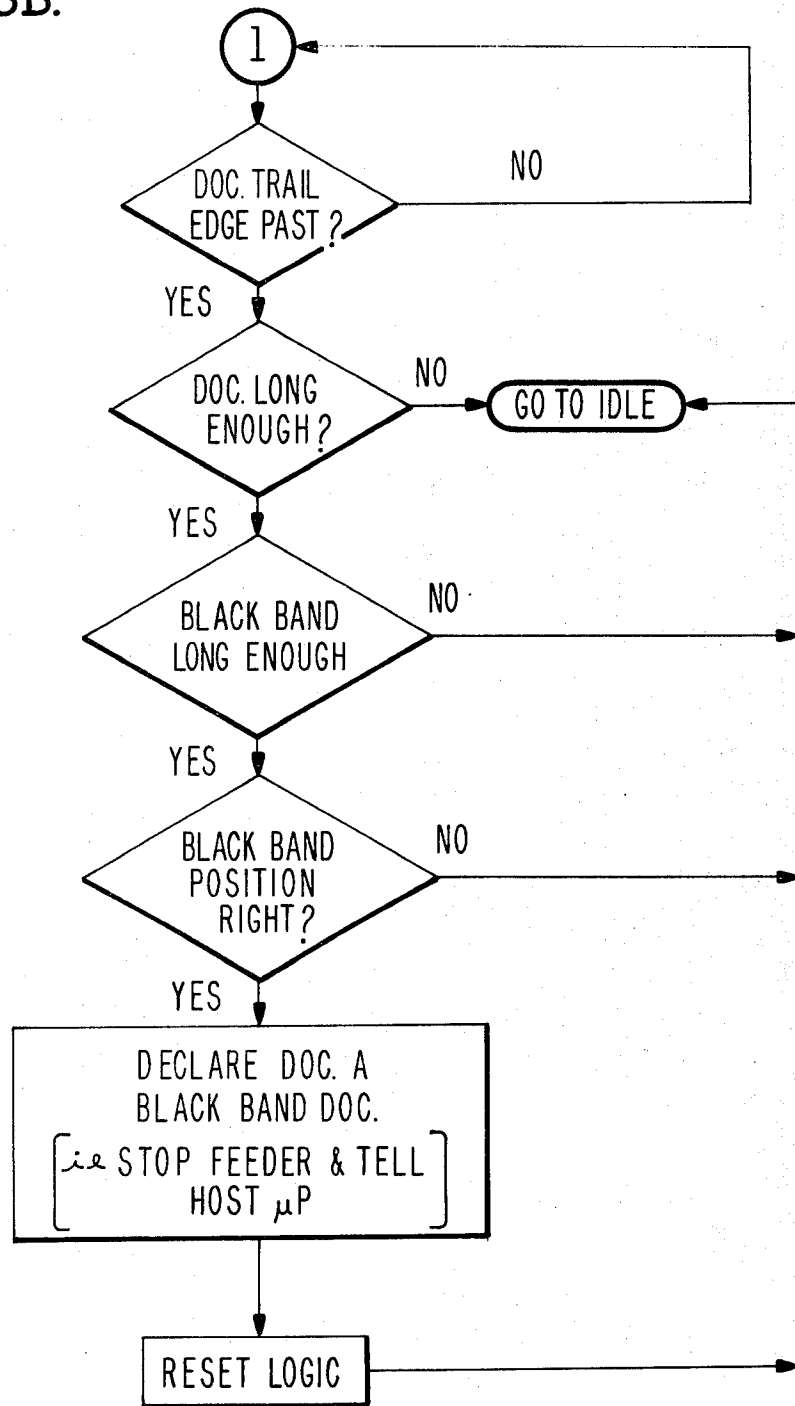 3B.
1
DOC. TRAIL
EDGE PAST?
NO
YES
DOC. LONG
ENOUGH?
NO
GO TO IDLE
YES
BLACK BAND
LONG ENOUGH
NO
YES
BLACK BAND
POSITION
RIGHT?
NO
YES
DECLARE DOC. A
BLACK BAND DOC.
[ie STOP FEEDER & TELL
HOST μP]
RESET LOGIC